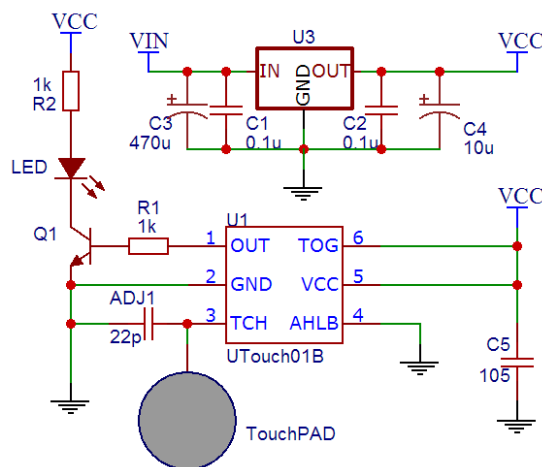 VCC
VIN
U3
VCC
IN
OUT
GND
1k
R2
C3
470u
C1
0.1u
C2
0.1u
C4
10u
LED
VCC
R1
1k
U1
Q1
1
OUT
TOG
6
2
GND
VCC
5
ADJ1
22p
3
TCH
AHLB
4
UTouch01B
C5
105
TouchPAD